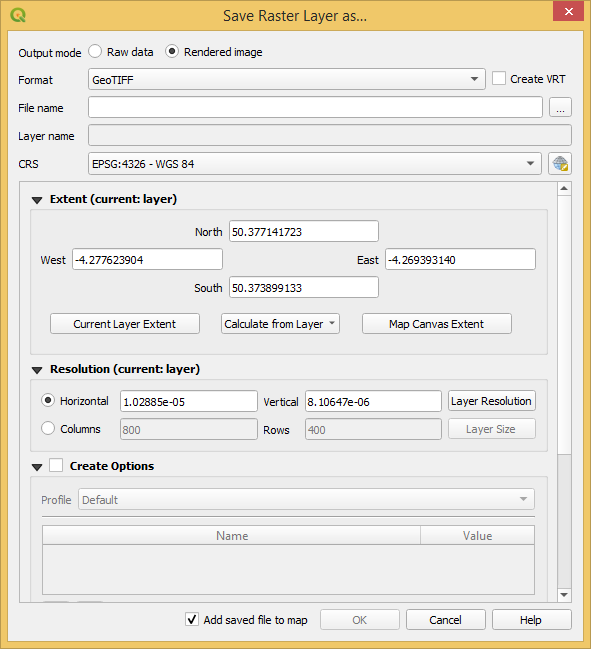 Save Raster Layer as...
Output mode Raw data Rendered image
Format GeoTIFF Create VRT
File name ...
Layer name
CRS EPSG:4326 - WGS 84
Extent (current: layer)
North 50.377141723
West -4.277623904 East -4.269393140
South 50.373899133
Current Layer Extent Calculate from Layer Map Canvas Extent
Resolution (current: layer)
Horizontal 1.02885e-05 Vertical 8.10647e-06 Layer Resolution
Columns 800 Rows 400 Layer Size
Create Options
Profile Default
Name Value
Add saved file to map OK Cancel Help